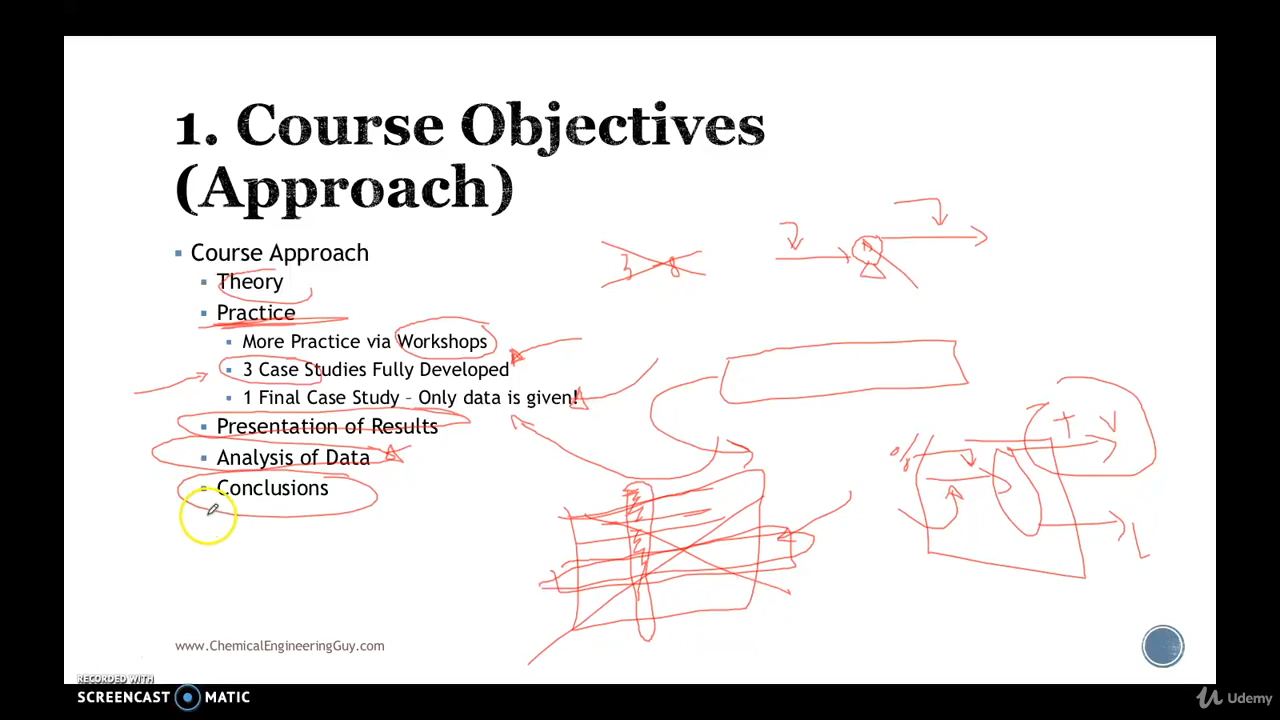 1. Course Objectives
(Approach)
Course Approach
Theory
Practice
More Practice via Workshops
3 Case Studies Fully Developed
1 Final Case Study – Only data is given!
Presentation of Results
Analysis of Data
Conclusions
3
8
V
L
www.ChemicalEngineeringGuy.com
RECORDED WITH
SCREENCAST MATIC
Udemy